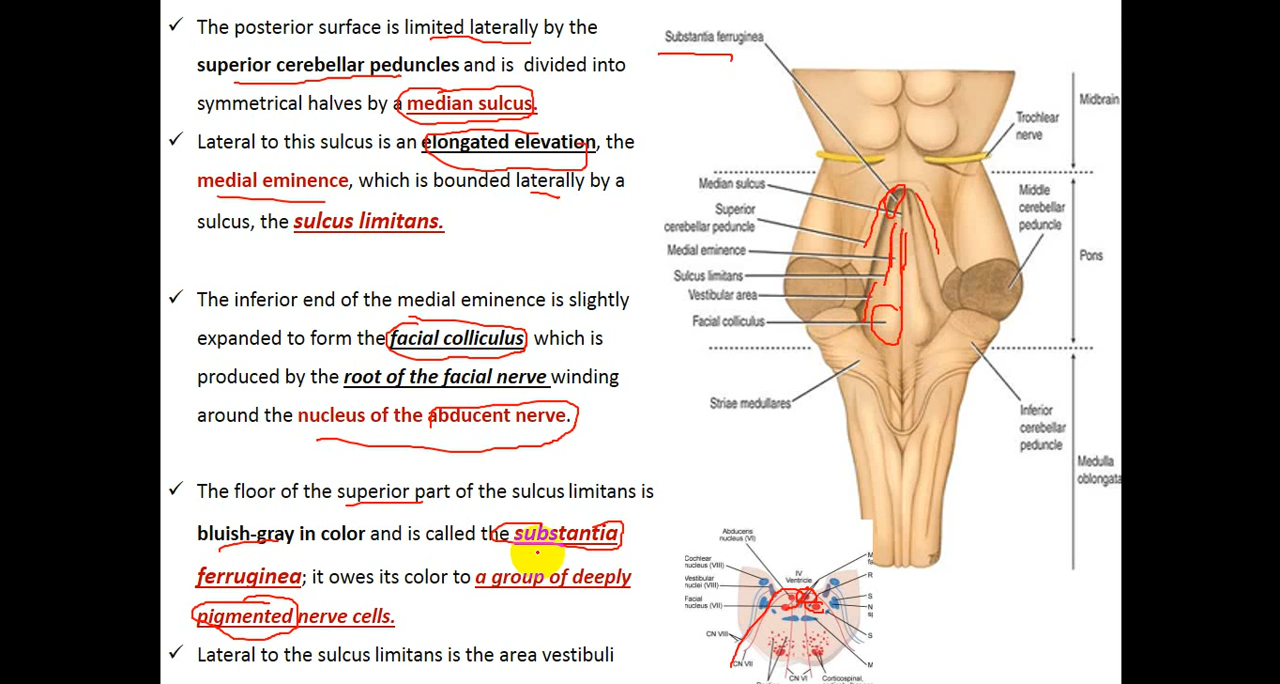 ✓ The posterior surface is limited laterally by the
superior cerebellar peduncles and is divided into
symmetrical halves by a median sulcus.
✓ Lateral to this sulcus is an elongated elevation, the
medial eminence, which is bounded laterally by a
sulcus, the sulcus limitans.
✓ The inferior end of the medial eminence is slightly
expanded to form the facial colliculus which is
produced by the root of the facial nerve winding
around the nucleus of the abducent nerve.
✓ The floor of the superior part of the sulcus limitans is
bluish-gray in color and is called the substantia
ferruginea; it owes its color to a group of deeply
pigmented nerve cells.
✓ Lateral to the sulcus limitans is the area vestibuli
Substantia ferruginea
Midbrain
Trochlear
nerve
Median sulcus
Superior
cerebellar peduncle
Medial eminence
Sulcus limitans
Vestibular area
Facial colliculus
Middle
cerebellar
peduncle
Pons
Striae medullares
Inferior
cerebellar
peduncle
Medulla
oblongata
Abducens
nucleus (VI)
Cochlear
nucleus (VIII)
Vestibular
nuclei (VIII)
Facial
nucleus (VII)
IV
Ventricle
CN VIII
CN VII
CN VI
Corticospinal,